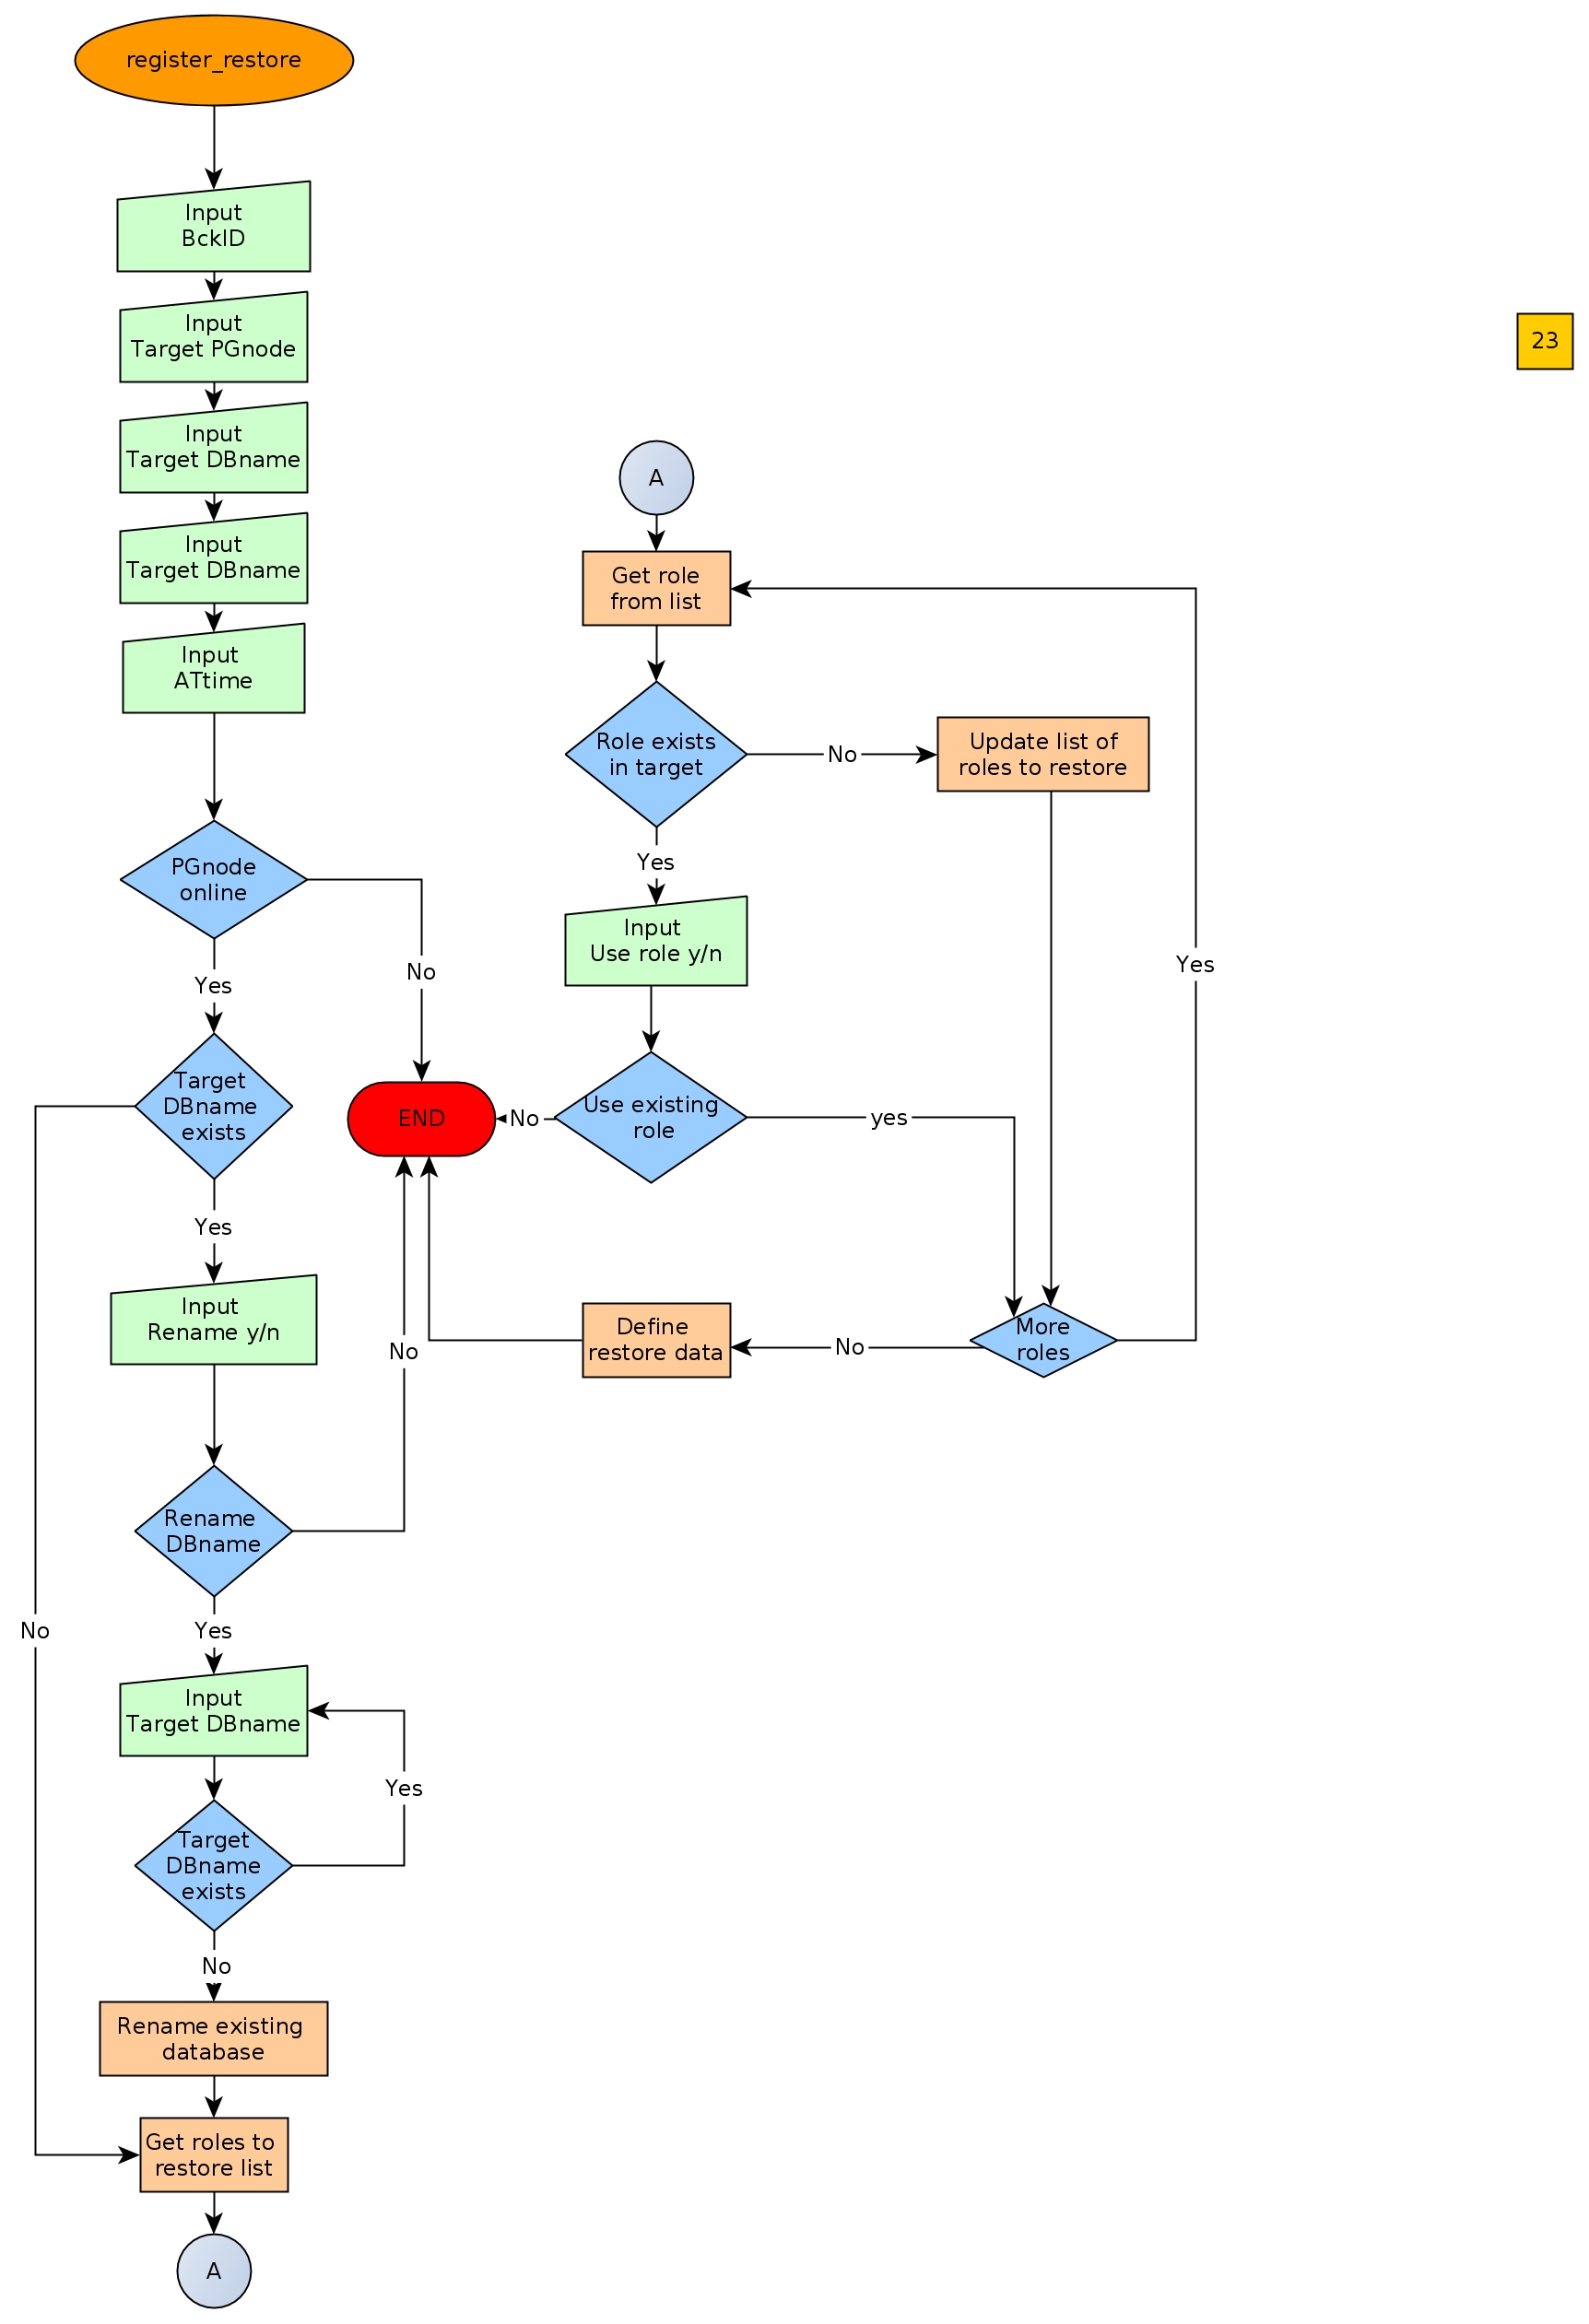 register_restore
Input
BckID
Input
Target PGnode
Input
Target DBname
Input
Target DBname
Input
ATtime
PGnode
online
No
Yes
Target
DBname
exists
No
Yes
Input
Rename y/n
Rename
DBname
No
Yes
Input
Target DBname
Yes
Target
DBname
exists
No
Rename existing
database
Get roles to
restore list
A
END
A
Get role
from list
Role exists
in target
No
Update list of
roles to restore
Yes
Input
Use role y/n
Use existing
role
No
yes
More
roles
Yes
No
Define
restore data
23